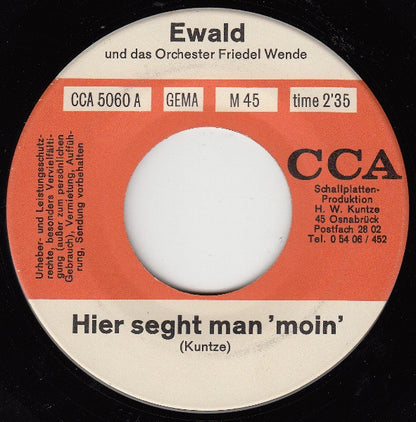 Ewald
und das Orchester Friedel Wende
CCA 5060 A
GEMA
M 45
time 2'35
Urheber- und Leistungsschutz-
rechte, besonders Vervielfälti-
gung (außer zum persönlichen
Gebrauch), Vermietung, Auffüh-
rung, Sendung vorbehalten
CCA
Schallplatten-
Produktion
H. W. Kuntze
45 Osnabrück
Postfach 28 02
Tel. 0 54 06 / 452
Hier seght man 'moin'
(Kuntze)